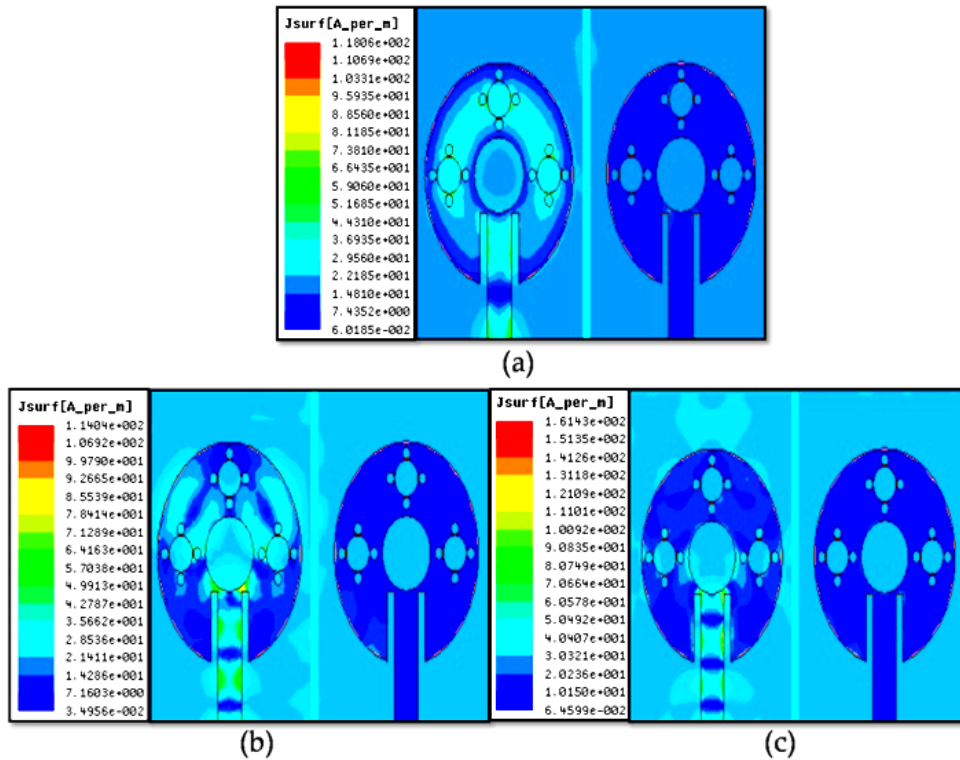 Jsurf[A_per_m]
1.1806e+002
1.1069e+002
1.0331e+002
9.5935e+001
8.8560e+001
8.1185e+001
7.3810e+001
6.6435e+001
5.9060e+001
5.1685e+001
4.4310e+001
3.6935e+001
2.9560e+001
2.2185e+001
1.4810e+001
7.4352e+000
6.0185e-002
(a)
Jsurf[A_per_m]
1.1404e+002
1.0692e+002
9.9790e+001
9.2665e+001
8.5539e+001
7.8414e+001
7.1289e+001
6.4163e+001
5.7038e+001
4.9913e+001
4.2787e+001
3.5662e+001
2.8536e+001
2.1411e+001
1.4286e+001
7.1603e+000
3.4956e-002
(b)
Jsurf[A_per_m]
1.6143e+002
1.5135e+002
1.4126e+002
1.3118e+002
1.2109e+002
1.1101e+002
1.0092e+002
9.0835e+001
8.0749e+001
7.0664e+001
6.0578e+001
5.0492e+001
4.0407e+001
3.0321e+001
2.0236e+001
1.0150e+001
6.4599e-002
(c)